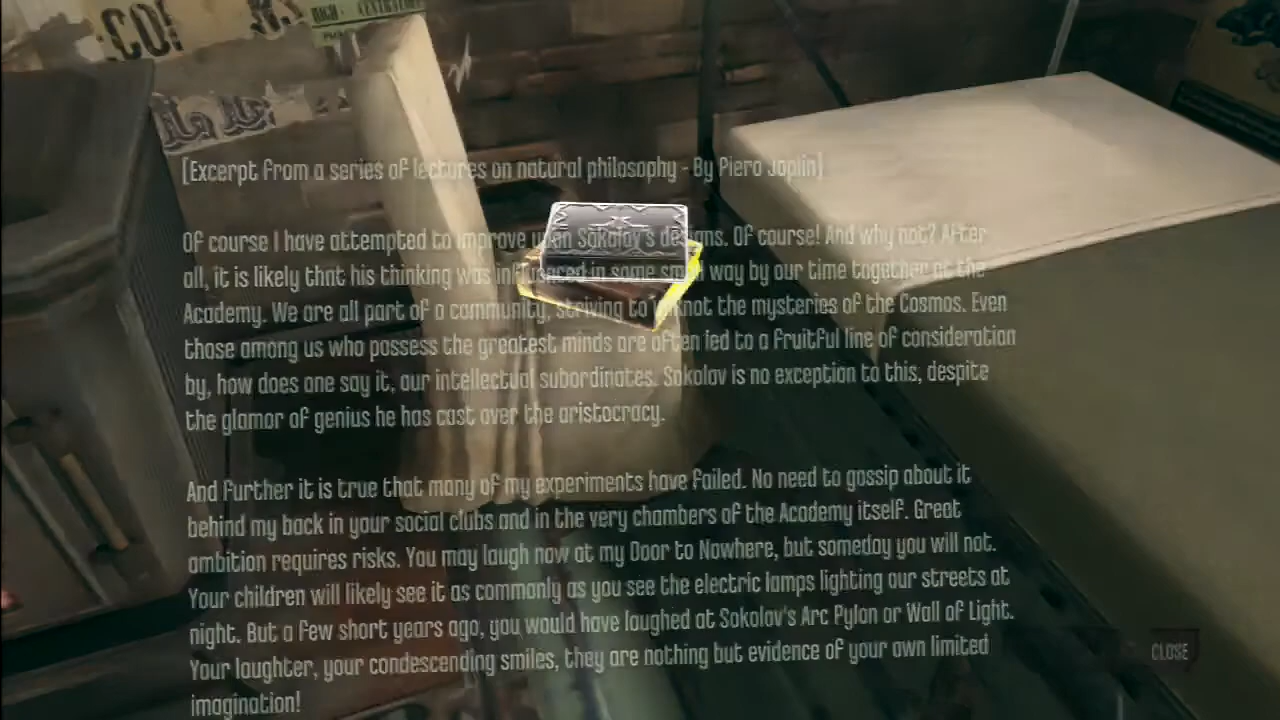 COR
[Excerpt from a series of lectures on natural philosophy - By Piero Joplin]
Of course I have attempted to improve upon Sokolov's designs. Of course! And why not? After
all, it is likely that his thinking was influenced in some small way by our time together at the
Academy. We are all part of a community, striving to unknot the mysteries of the Cosmos. Even
those among us who possess the greatest minds are often led to a fruitful line of consideration
by, how does one say it, our intellectual subordinates. Sokolov is no exception to this, despite
the glamor of genius he has cast over the aristocracy.
And further it is true that many of my experiments have failed. No need to gossip about it
behind my back in your social clubs and in the very chambers of the Academy itself. Great
ambition requires risks. You may laugh now at my Door to Nowhere, but someday you will not.
Your children will likely see it as commonly as you see the electric lamps lighting our streets at
night. But a few short years ago, you would have laughed at Sokolov's Arc Pylon or Wall of Light.
Your laughter, your condescending smiles, they are nothing but evidence of your own limited
imagination!
CLOSE